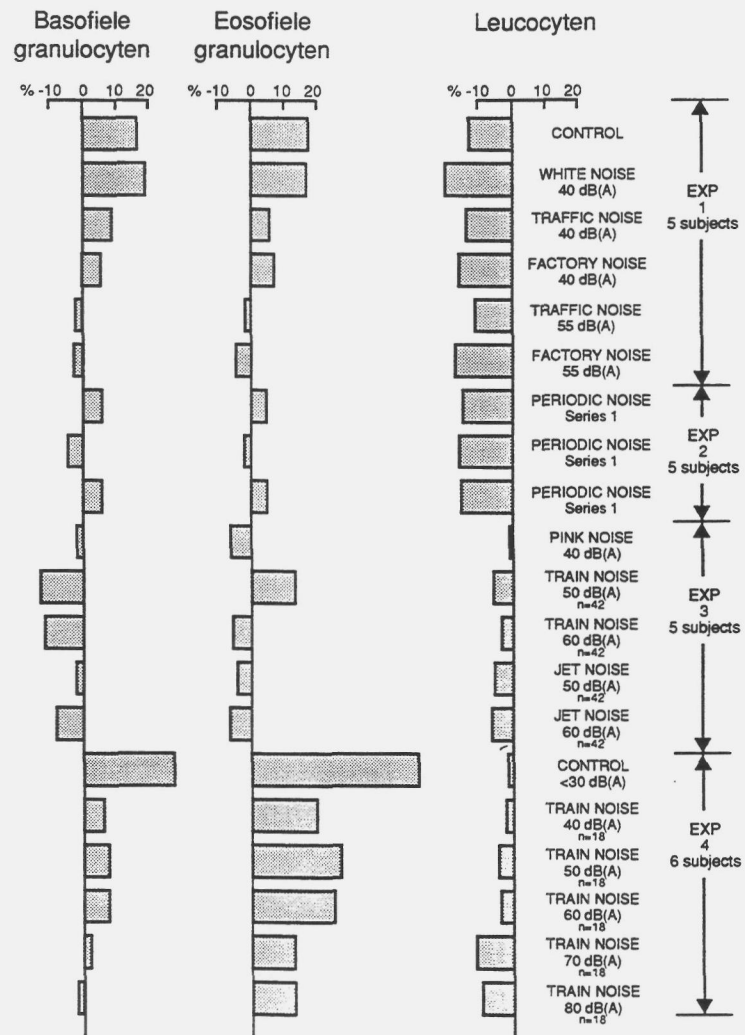 Basofiele granulocyten
Eosofiele granulocyten
Leucocyten
% -10 0 10 20
% -10 0 10 20
% -10 0 10 20
CONTROL
WHITE NOISE
40 dB(A)
TRAFFIC NOISE
40 dB(A)
FACTORY NOISE
40 dB(A)
TRAFFIC NOISE
55 dB(A)
FACTORY NOISE
55 dB(A)
EXP
1
5 subjects
PERIODIC NOISE
Series 1
PERIODIC NOISE
Series 1
PERIODIC NOISE
Series 1
EXP
2
5 subjects
PINK NOISE
40 dB(A)
TRAIN NOISE
50 dB(A)
n=42
TRAIN NOISE
60 dB(A)
n=42
JET NOISE
50 dB(A)
n=42
JET NOISE
60 dB(A)
n=42
EXP
3
5 subjects
CONTROL
<30 dB(A)
TRAIN NOISE
40 dB(A)
n=18
TRAIN NOISE
50 dB(A)
n=18
TRAIN NOISE
60 dB(A)
n=18
TRAIN NOISE
70 dB(A)
n=18
TRAIN NOISE
80 dB(A)
n=18
EXP
4
6 subjects